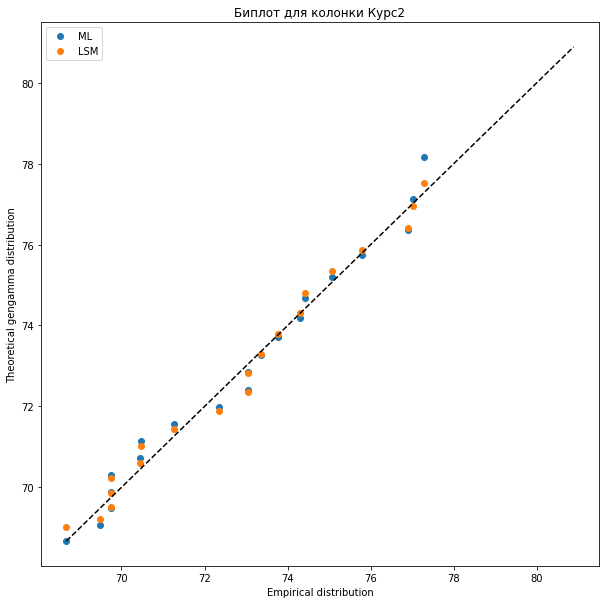 Биплот для колонки Курс2
ML
LSM
80
78
76
74
72
70
Theoretical gengamma distribution
70 72 74 76 78 80
Empirical distribution